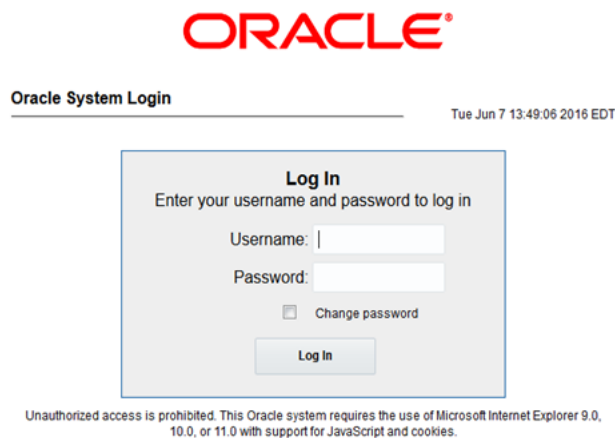 ORACLE®
Oracle System Login
Tue Jun 7 13:49:06 2016 EDT
Log In
Enter your username and password to log in
Username:
Password:
Change password
Log In
Unauthorized access is prohibited. This Oracle system requires the use of Microsoft Internet Explorer 9.0,
10.0, or 11.0 with support for JavaScript and cookies.